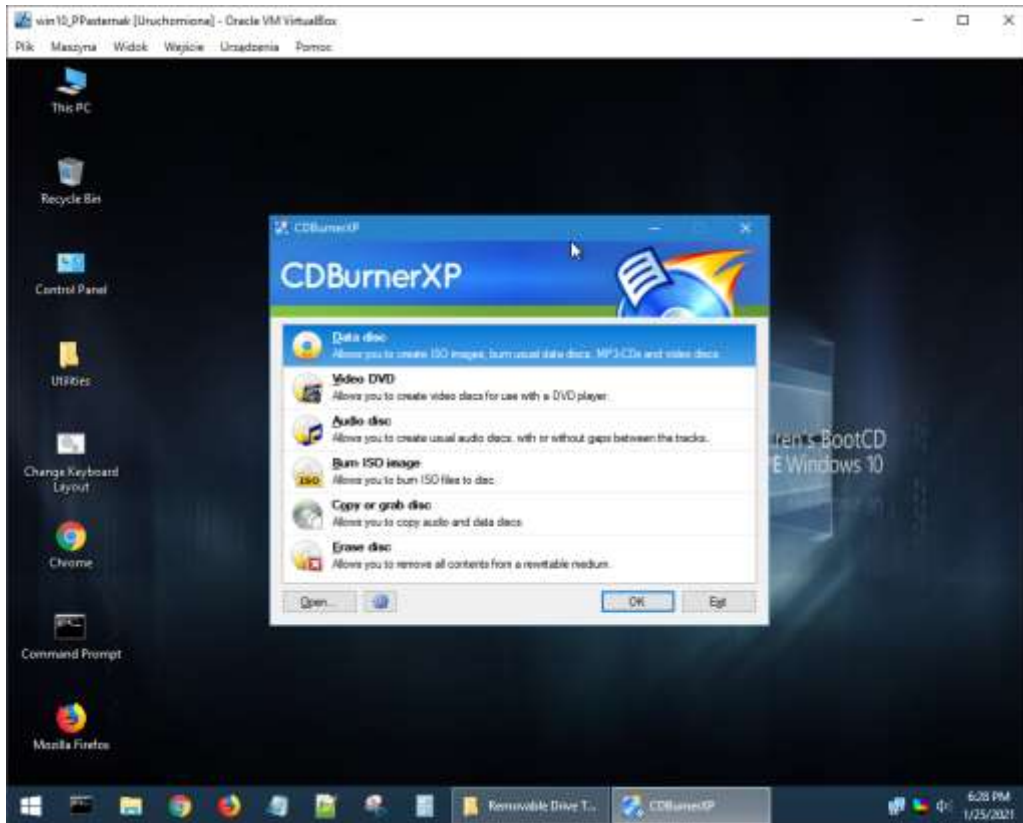 win10_PPasternak [Uruchomiona] - Oracle VM VirtualBox
Plik Maszyna Widok Wejście Urządzenia Pomoc
This PC
Recycle Bin
Control Panel
Utilities
Change Keyboard
Layout
Chrome
Command Prompt
Mozilla Firefox
CDBurnerXP
CDBurnerXP
Data disc
Allows you to create ISO images, burn usual data discs, MP3-CDs and video discs
Video DVD
Allows you to create video discs for use with a DVD player.
Audio disc
Allows you to create usual audio discs, with or without gaps between the tracks.
Burn ISO image
Allows you to burn ISO files to disc.
ISO
Copy or grab disc
Allows you to copy audio and data discs
Erase disc
Allows you to remove all contents from a rewritable medium.
Open...
OK
Exit
ren's BootCD
E Windows 10
Removable Drive T...
CDBurnerXP
6:28 PM
1/25/2021